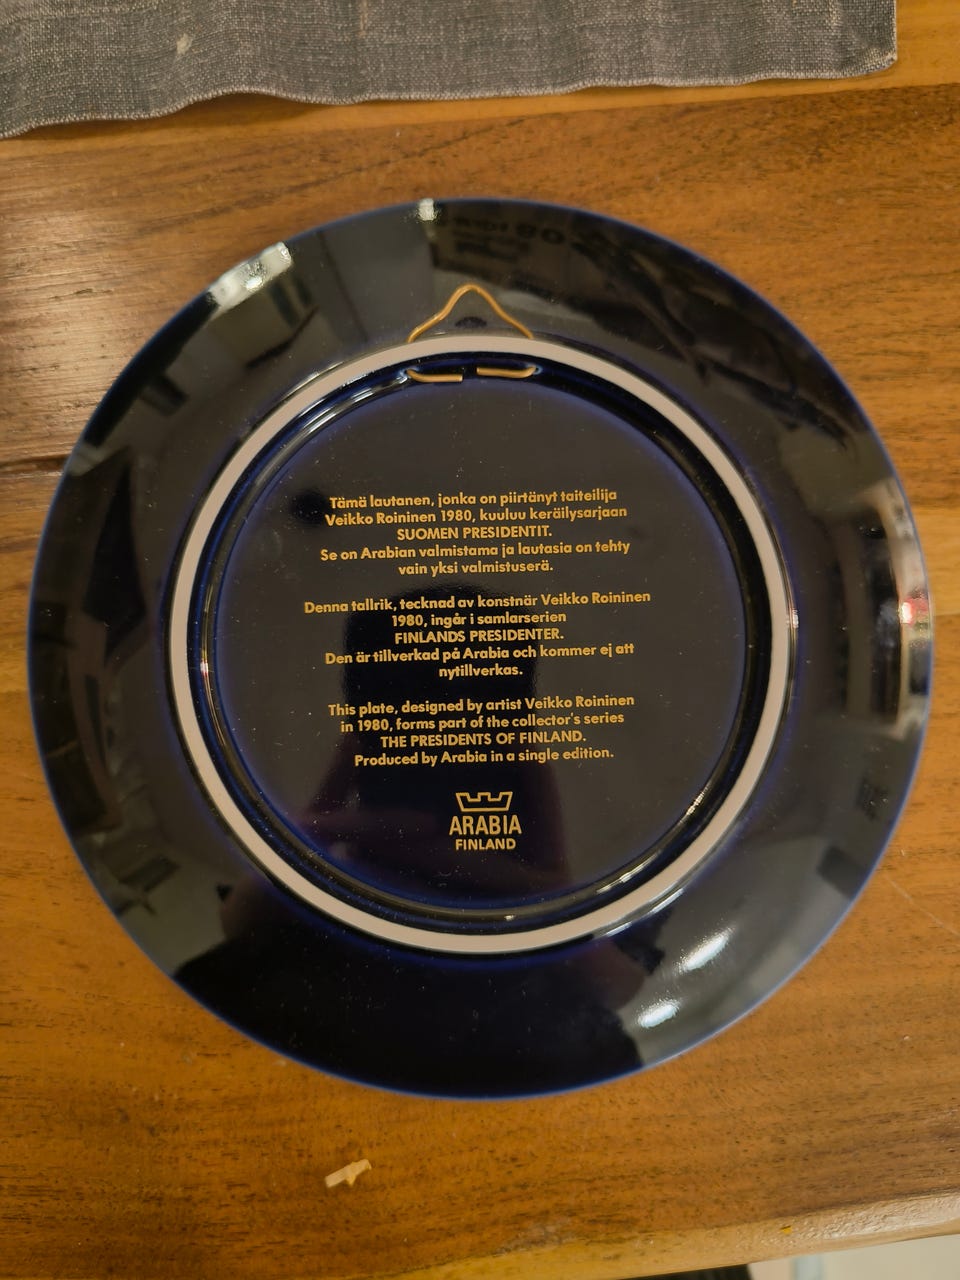 Tämä lautanen, jonka on piirtänyt taiteilija
Veikko Roininen 1980, kuuluu keräilysarjaan
SUOMEN PRESIDENTIT.
Se on Arabian valmistama ja lautasia on tehty
vain yksi valmistuserä.
Denna tallrik, tecknad av konstnär Veikko Roininen
1980, ingår i samlarserien
FINLANDS PRESIDENTER.
Den är tillverkad på Arabia och kommer ej att
nytillverkas.
This plate, designed by artist Veikko Roininen
in 1980, forms part of the collector's series
THE PRESIDENTS OF FINLAND.
Produced by Arabia in a single edition.
ARABIA
FINLAND